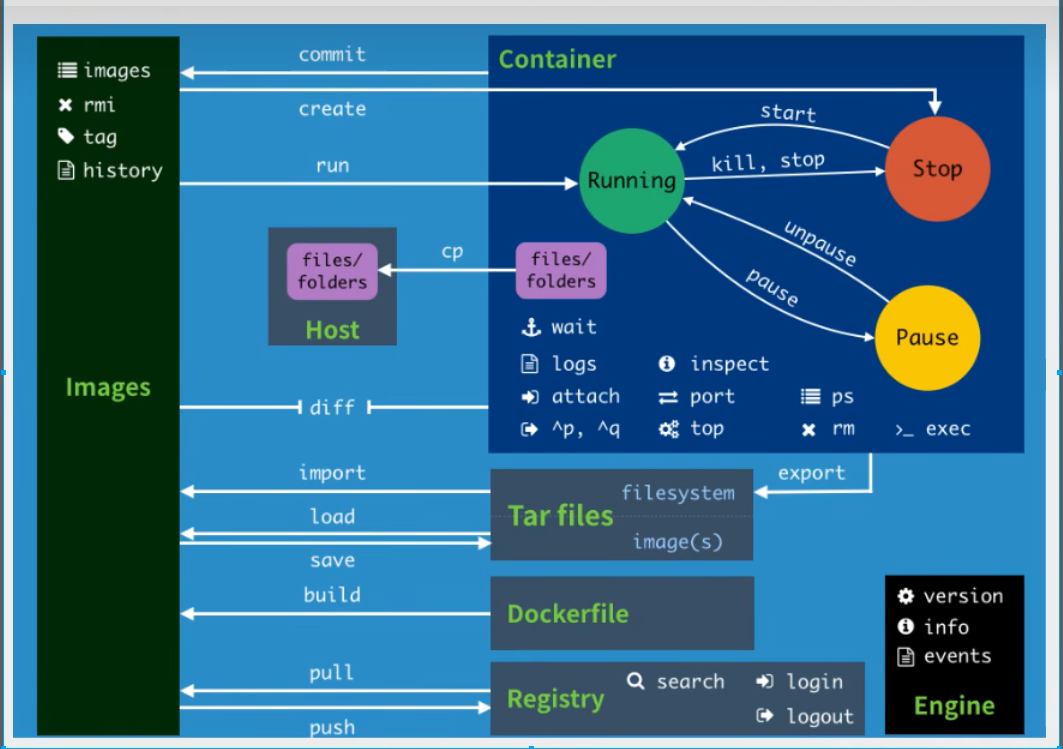 images
rmi
tag
history
Images
commit
create
run
Container
start
kill, stop
Running
Stop
unpause
pause
Pause
files/
folders
Host
cp
files/
folders
wait
logs
inspect
attach
port
ps
^p, ^q
top
rm
>_ exec
diff
import
load
save
export
filesystem
Tar files
image(s)
build
Dockerfile
pull
push
Registry
search
login
logout
version
info
events
Engine